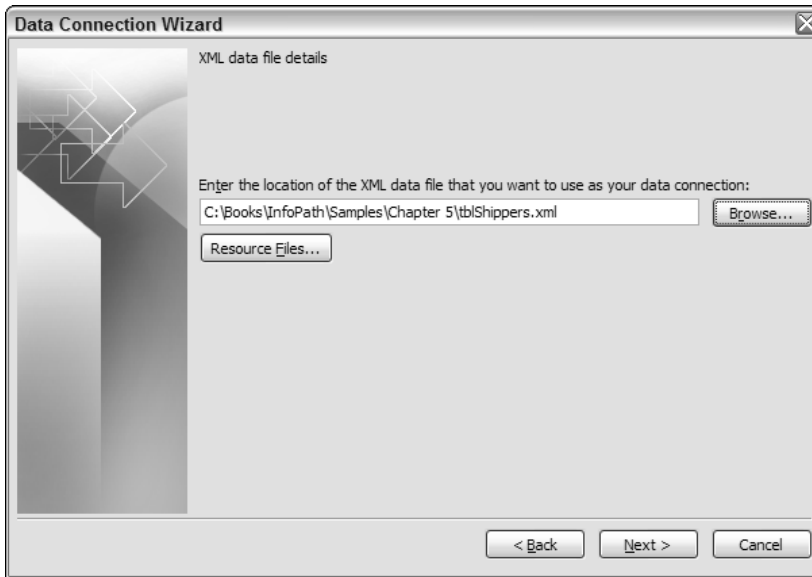 Data Connection Wizard
XML data file details
Enter the location of the XML data file that you want to use as your data connection:
C:\Books\InfoPath\Samples\Chapter 5\tblShippers.xml
Browse...
Resource Files...
< Back
Next >
Cancel